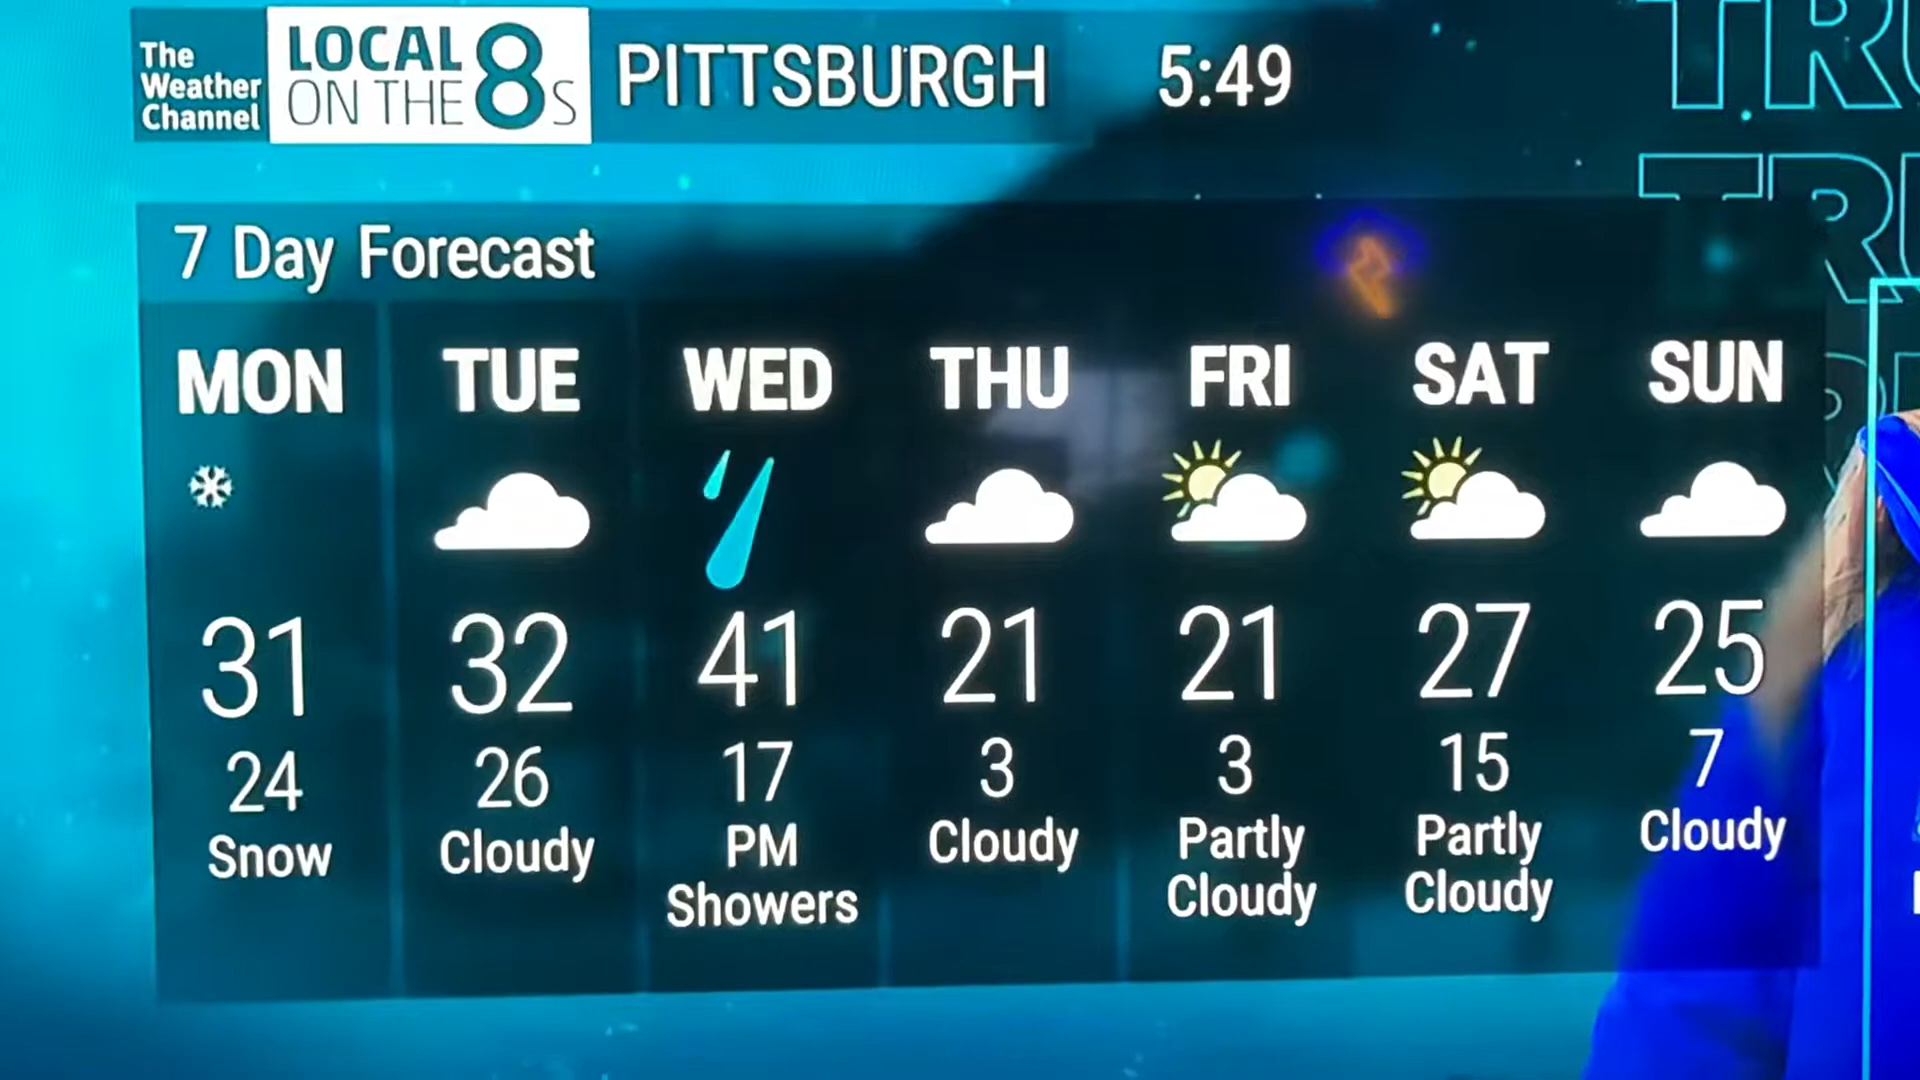 The
Weather
Channel
LOCAL
ON THE 8s
PITTSBURGH
5:49
7 Day Forecast
MON TUE WED THU FRI SAT SUN
31 32 41 21 21 27 25
24 26 17 3 3 15 7
Snow Cloudy PM Showers Cloudy Partly Cloudy Partly Cloudy Cloudy